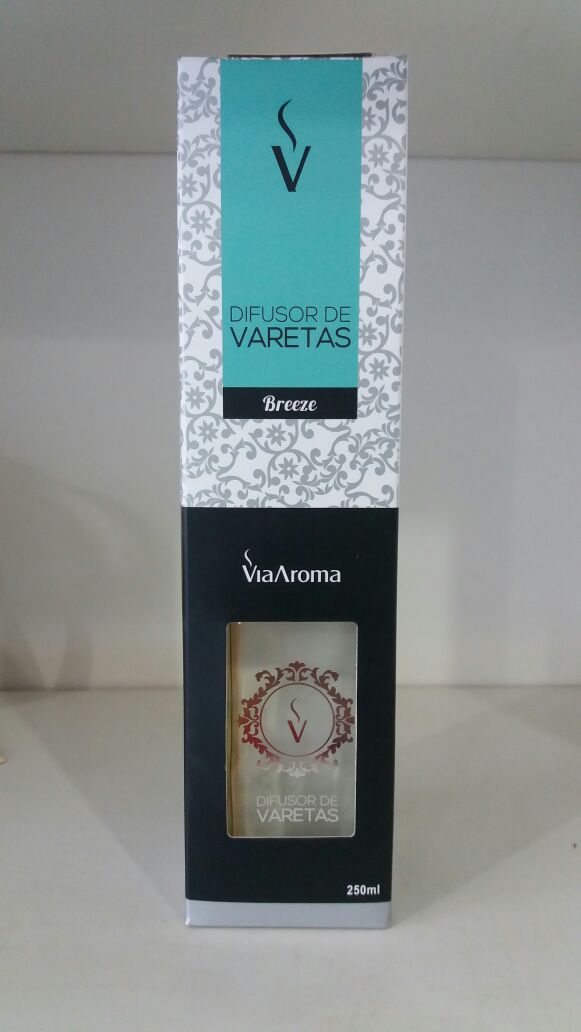 V
DIFUSOR DE
VARETAS
Breeze
ViaAroma
V
DIFUSOR DE
VARETAS
250ml